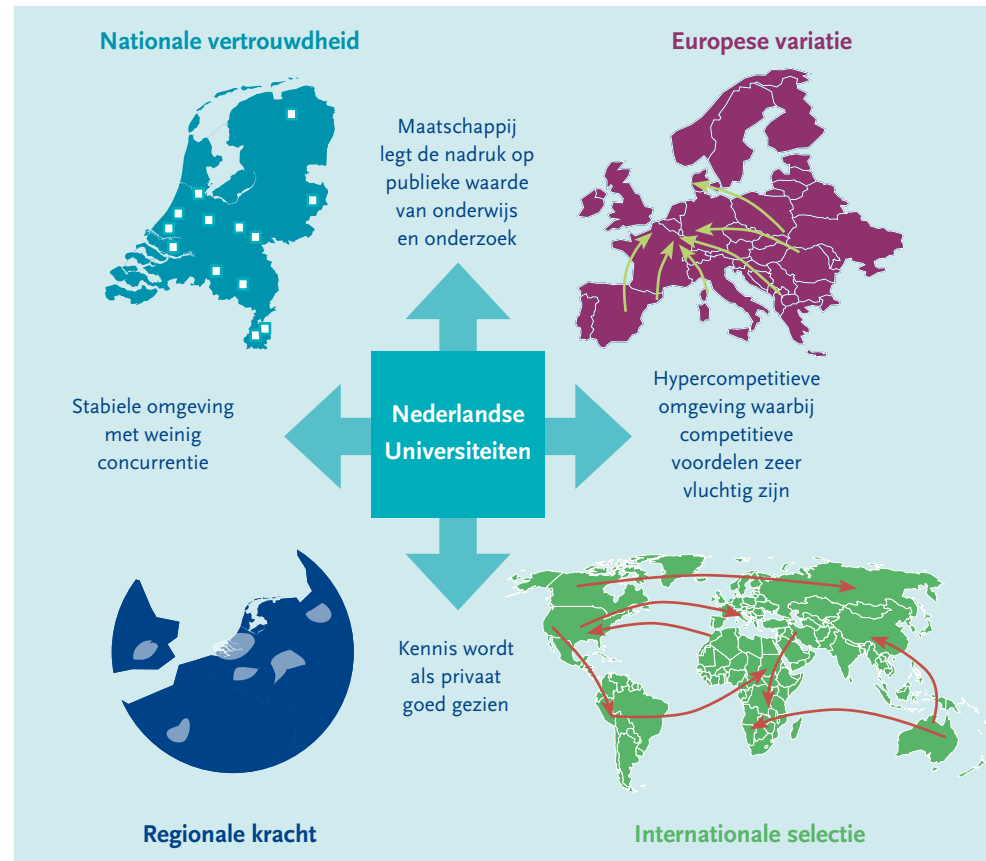 Nationale vertrouwdheid
Europese variatie
Maatschappij
legt de nadruk op
publieke waarde
van onderwijs
en onderzoek
Stabiele omgeving
met weinig
concurrentie
Nederlandse
Universiteiten
Hypercompetitieve
omgeving waarbij
competitieve
voordelen zeer
vluchtig zijn
Kennis wordt
als privaat
goed gezien
Regionale kracht
Internationale selectie